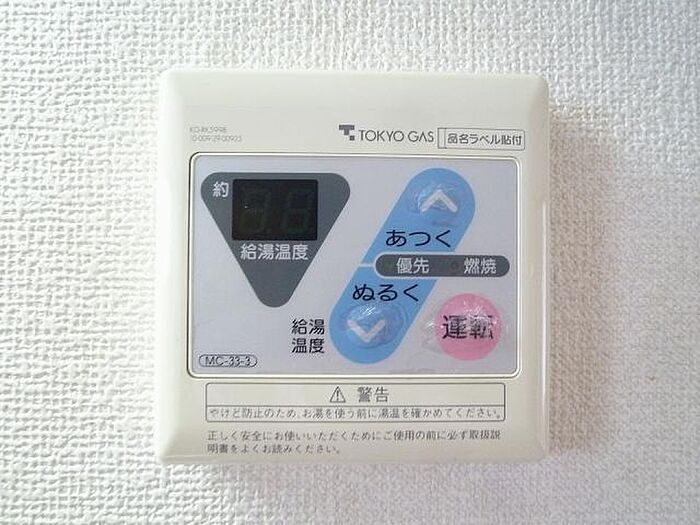 TOKYO GAS
品名ラベル貼付
約
給湯温度
あつく
優先 燃焼
ぬるく
給湯
温度
運転
MC-33-3
警告
やけど防止のため、お湯を使う前に湯温を確かめてください。
正しく安全にお使いいただくためにご使用の前に必ず取扱説
明書をよくお読みください。